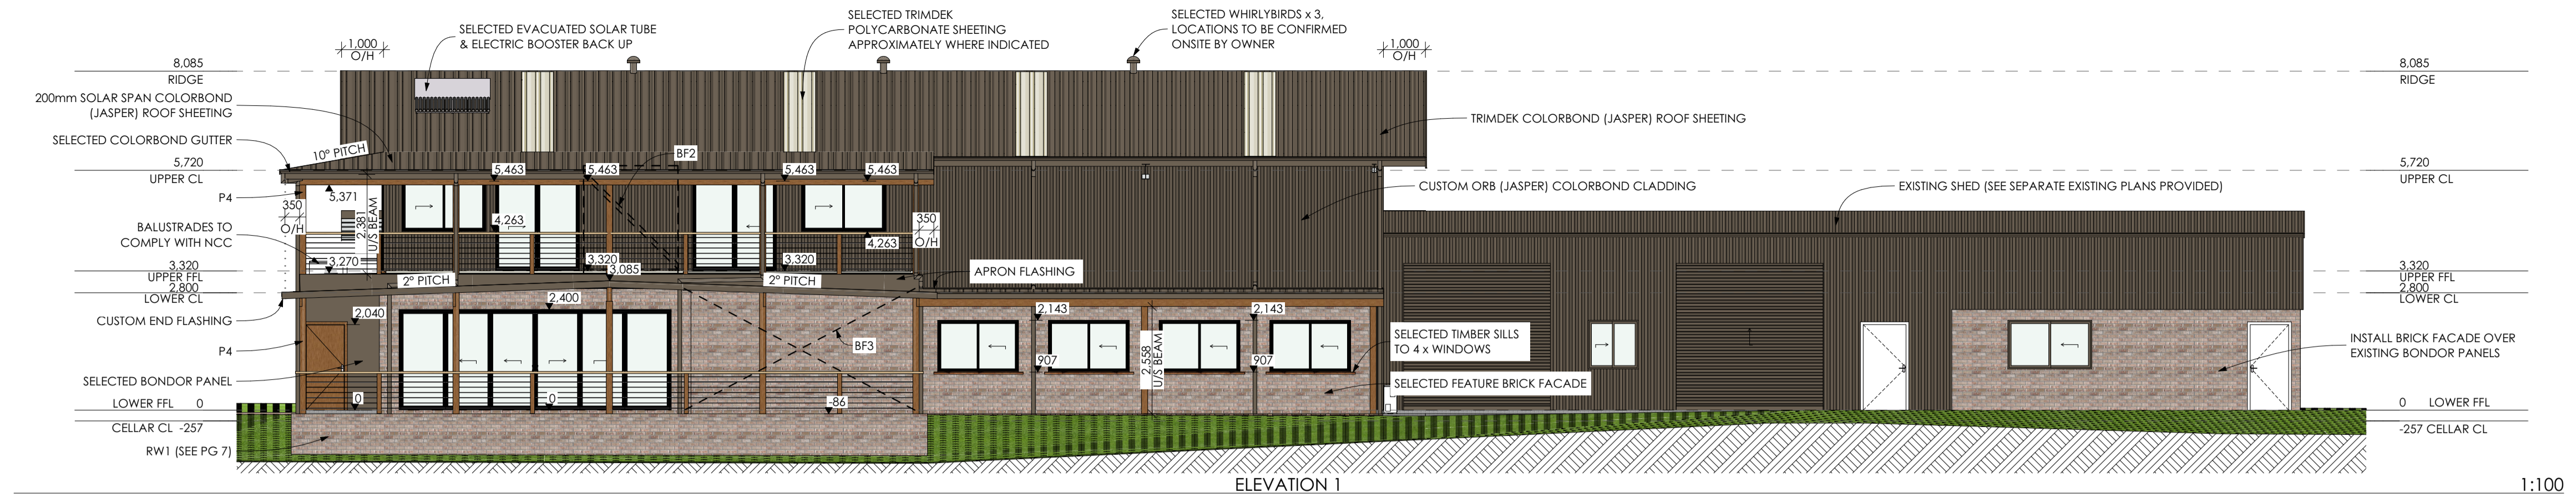 SELECTED EVACUATED SOLAR TUBE
& ELECTRIC BOOSTER BACK UP
SELECTED TRIMDEK
POLYCARBONATE SHEETING
APPROXIMATELY WHERE INDICATED
SELECTED WHIRLYBIRDS x 3,
LOCATIONS TO BE CONFIRMED
ONSITE BY OWNER
1,000
O/H
1,000
O/H
8,085
RIDGE
8,085
RIDGE
200mm SOLAR SPAN COLORBOND
(JASPER) ROOF SHEETING
SELECTED COLORBOND GUTTER
10° PITCH
TRIMDEK COLORBOND (JASPER) ROOF SHEETING
BF2
5,720
UPPER CL
5,720
UPPER CL
5,463
5,463
5,463
5,463
P4
5,371
350
O/H
2,381
U/S BEAM
4,263
350
O/H
4,263
CUSTOM ORB (JASPER) COLORBOND CLADDING
EXISTING SHED (SEE SEPARATE EXISTING PLANS PROVIDED)
BALUSTRADES TO
COMPLY WITH NCC
3,270
3,320
3,320
3,085
3,320
UPPER FFL
2,800
LOWER CL
3,320
UPPER FFL
2,800
LOWER CL
2° PITCH
2° PITCH
APRON FLASHING
CUSTOM END FLASHING
2,040
2,400
2,143
2,143
P4
BF3
2,558
U/S BEAM
907
907
SELECTED TIMBER SILLS
TO 4 x WINDOWS
INSTALL BRICK FACADE OVER
EXISTING BONDOR PANELS
SELECTED BONDOR PANEL
SELECTED FEATURE BRICK FACADE
LOWER FFL 0
0
0
-86
0 LOWER FFL
CELLAR CL -257
-257 CELLAR CL
RW1 (SEE PG 7)
ELEVATION 1
1:100